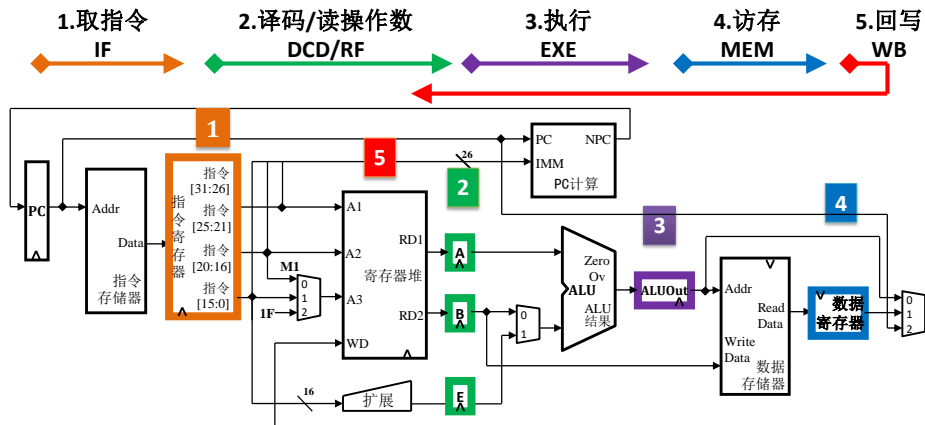 1.取指令
IF
2.译码/读操作数
DCD/RF
3.执行
EXE
4.访存
MEM
5.回写
WB
1
5
26
2
3
4
PC
NPC
IMM
PC计算
PC
Addr
Data
指令
存储器
指令寄存器
指令
[31:26]
指令
[25:21]
指令
[20:16]
指令
[15:0]
M1
0
1
2
1F
A1
A2
A3
WD
RD1
RD2
寄存器堆
16
扩展
A
B
E
0
1
Zero
Ov
ALU
ALU
结果
ALUOut
Addr
Read
Data
Write
Data
数据
存储器
数据
寄存器
0
1
2